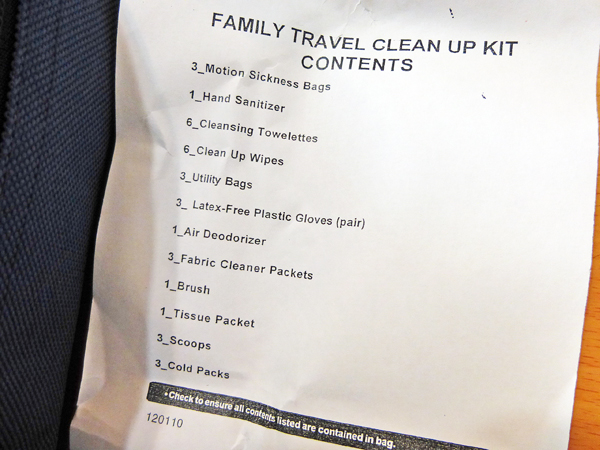 FAMILY TRAVEL CLEAN UP KIT
CONTENTS
3_Motion Sickness Bags
1_Hand Sanitizer
6_Cleansing Towelettes
6_Clean Up Wipes
3_Utility Bags
3_ Latex-Free Plastic Gloves (pair)
1_Air Deodorizer
3_Fabric Cleaner Packets
1_Brush
1_Tissue Packet
3_Scoops
3_Cold Packs
• Check to ensure all contents listed are contained in bag.
120110